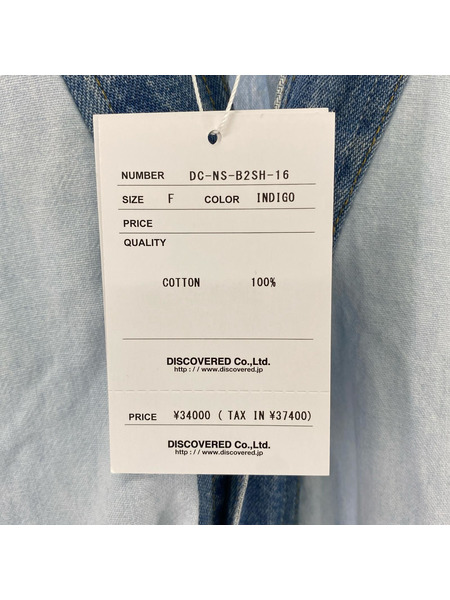 NUMBER DC-NS-B2SH-16
SIZE F COLOR INDIGO
PRICE
QUALITY
COTTON 100%
DISCOVERED Co.,Ltd.
http://www.discovered.jp
PRICE ¥34000 ( TAX IN ¥37400)
DISCOVERED Co.,Ltd.
http://www.discovered.jp